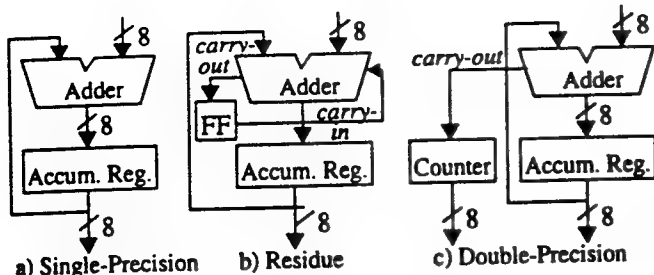 8
Adder
8
Accum. Reg.
8
a) Single-Precision
carry-
out
8
Adder
FF
carry-
in
Accum. Reg.
8
b) Residue
carry-out
8
Adder
8
Counter
Accum. Reg.
8
8
c) Double-Precision